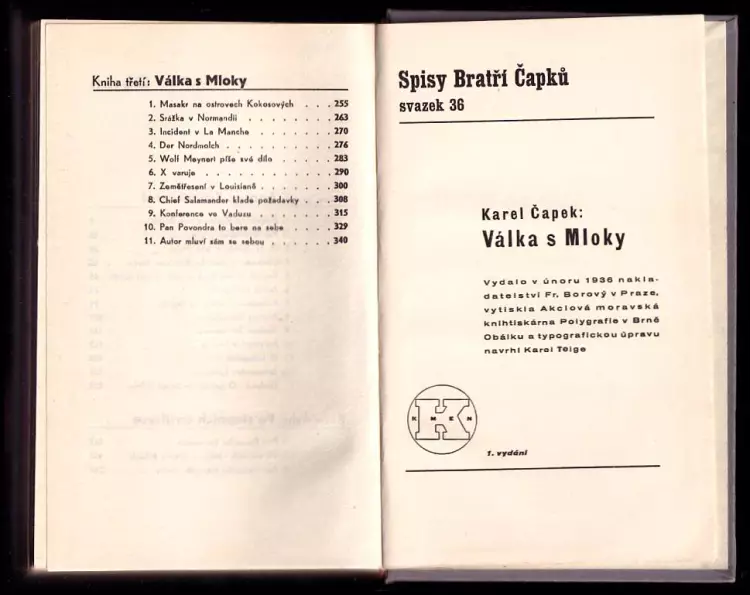 Kniha třetí: Válka s Mloky
1. Masakr na ostrovech Kokosových . . . 255
2. Srážka v Normandii . . . . . . . . 263
3. Incident v La Manche . . . . . . . 270
4. Der Nordmolch . . . . . . . . . . 276
5. Wolf Meynert píše své dílo . . . . . 283
6. X varuje . . . . . . . . . . . . 290
7. Zemětřesení v Louisianě . . . . . . 300
8. Chief Salamander klade požadavky . . 308
9. Konference ve Vaduzu . . . . . . . 315
10. Pan Povondra to bere na sebe . . . 329
11. Autor mluví sám se sebou . . . . . 340
Spisy Bratří Čapků
svazek 36
Karel Čapek:
Válka s Mloky
Vydalo v únoru 1936 nakla-
datelství Fr. Borový v Praze,
vytiskla Akciová moravská
knihtiskárna Polygrafie v Brně
Obálku a typografickou úpravu
navrhl Karel Teige
KMEN
1. vydání